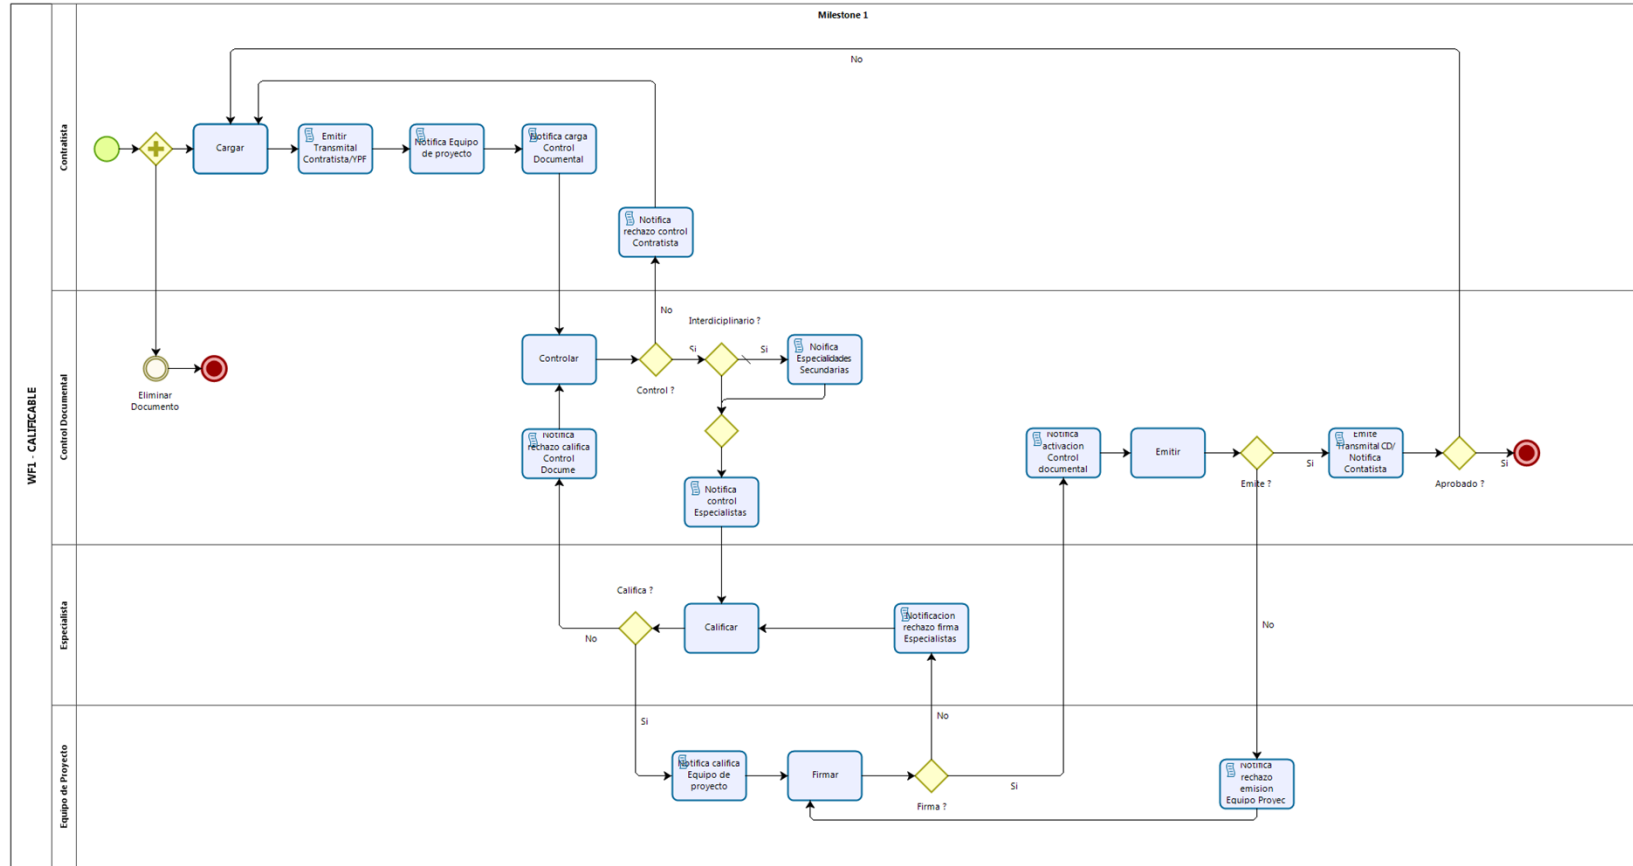 Milestone 1
WF1 - CALIFICABLE
Contratista
No
Cargar
Emitir
Transmital
Contratista/YPF
Notifica Equipo
de proyecto
Notifica carga
Control
Documental
Notifica
rechazo control
Contratista
Control Documental
No
Interdiciplinario ?
Controlar
Si
Si
Noifica
Especialidades
Secundarias
Control ?
Eliminar
Documento
Notifica
rechazo califica
Control
Docume
Notifica
control
Especialistas
Notifica
activacion
Control
documental
Emitir
Emite ?
Si
Emite
Transmital CD/
Notifica
Contatista
Aprobado ?
Si
Especialista
Califica ?
No
Calificar
Notificacion
rechazo firma
Especialistas
No
Equipo de Proyecto
Si
No
Notifica califica
Equipo de
proyecto
Firmar
Firma ?
Si
Notifica
rechazo
emision
Equipo Proyec